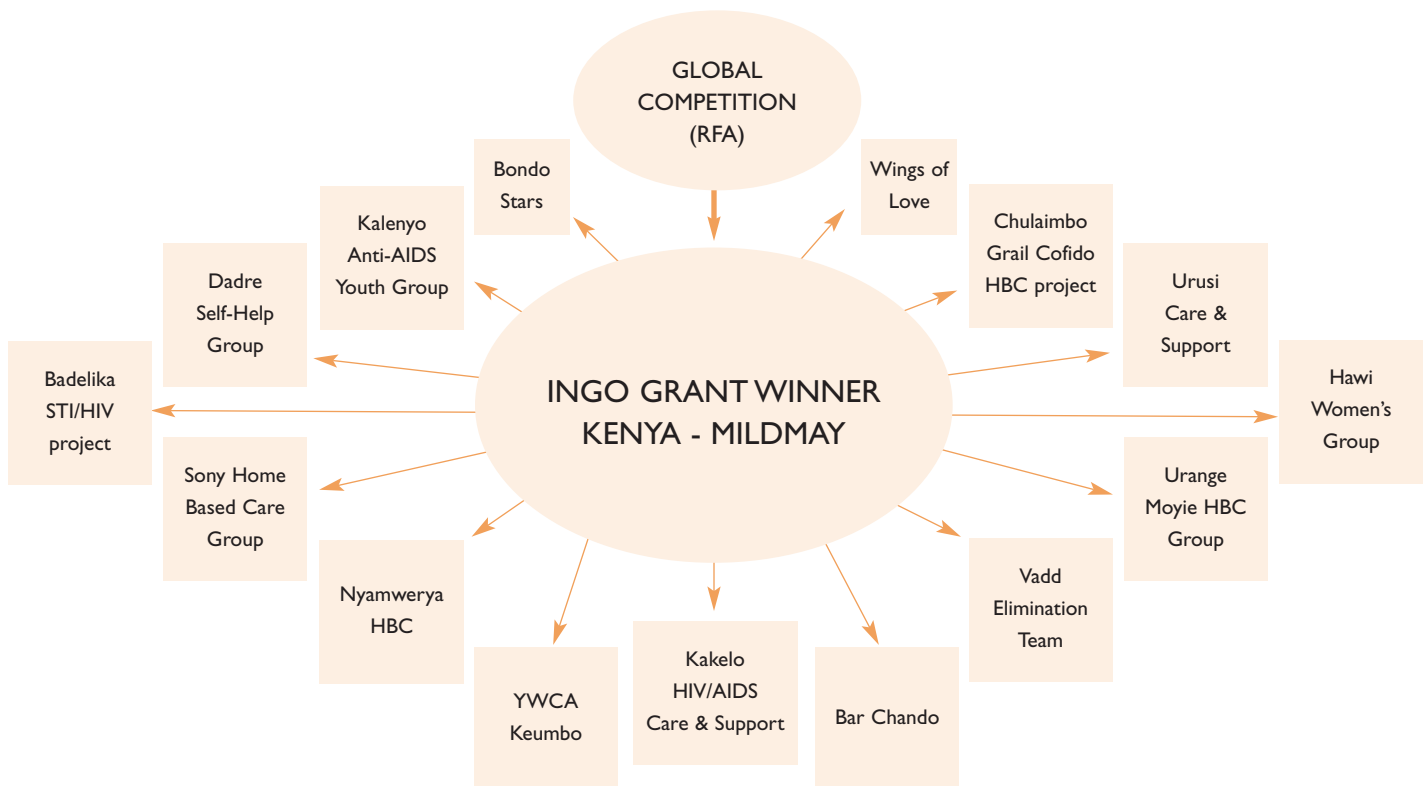 GLOBAL
COMPETITION
(RFA)
Bondo
Stars
Wings of
Love
Kalenyo
Anti-AIDS
Youth Group
Chulaimbo
Grail Cofido
HBC project
Dadre
Self-Help
Group
Urusi
Care &
Support
Badelika
STI/HIV
project
INGO GRANT WINNER
KENYA - MILDMAY
Hawi
Women’s
Group
Sony Home
Based Care
Group
Urange
Moyie HBC
Group
Nyamwerya
HBC
Vadd
Elimination
Team
YWCA
Keumbo
Kakelo
HIV/AIDS
Care & Support
Bar Chando